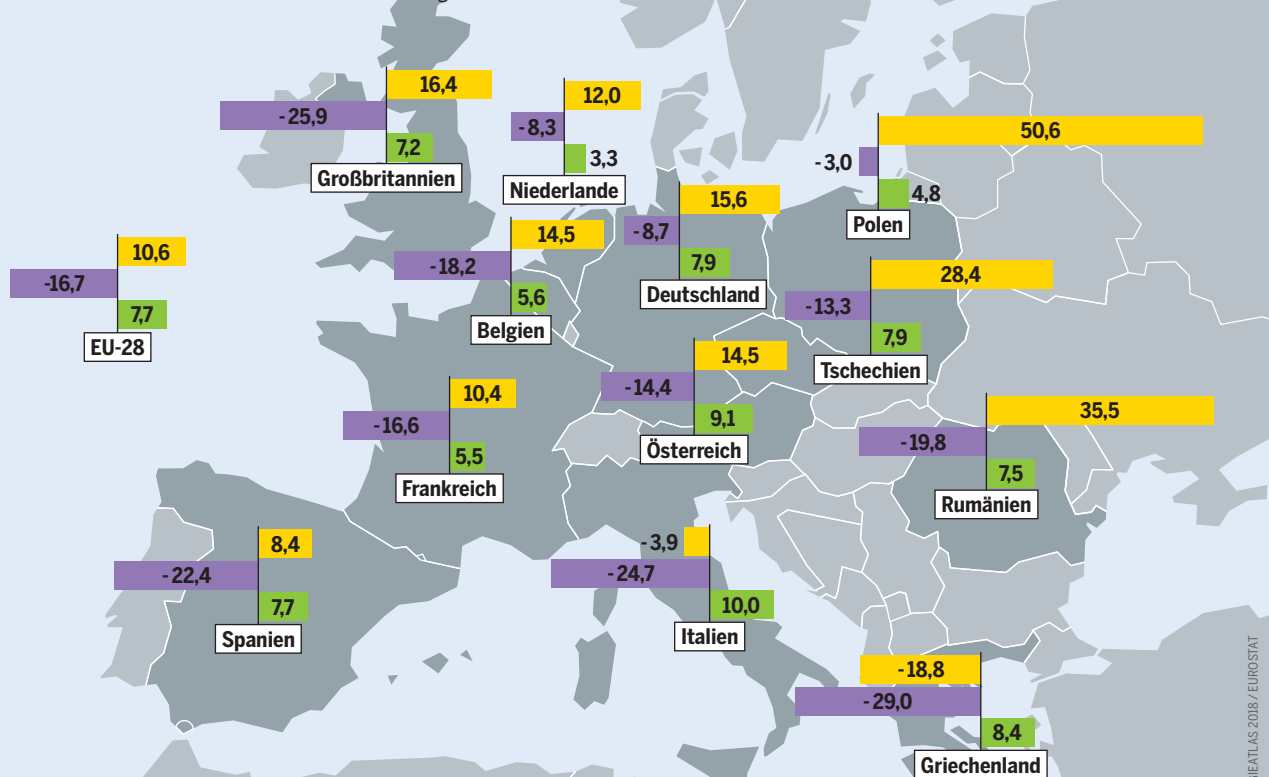 16,4
-25,9
7,2
Großbritannien
12,0
-8,3
3,3
Niederlande
50,6
-3,0
4,8
Polen
15,6
-8,7
7,9
Deutschland
14,5
-18,2
5,6
Belgien
10,6
-16,7
7,7
EU-28
28,4
-13,3
7,9
Tschechien
14,5
-14,4
9,1
Österreich
10,4
-16,6
5,5
Frankreich
35,5
-19,8
7,5
Rumänien
8,4
-22,4
7,7
Spanien
-3,9
-24,7
10,0
Italien
-18,8
-29,0
8,4
Griechenland
IEATLAS 2018 / EUROSTAT